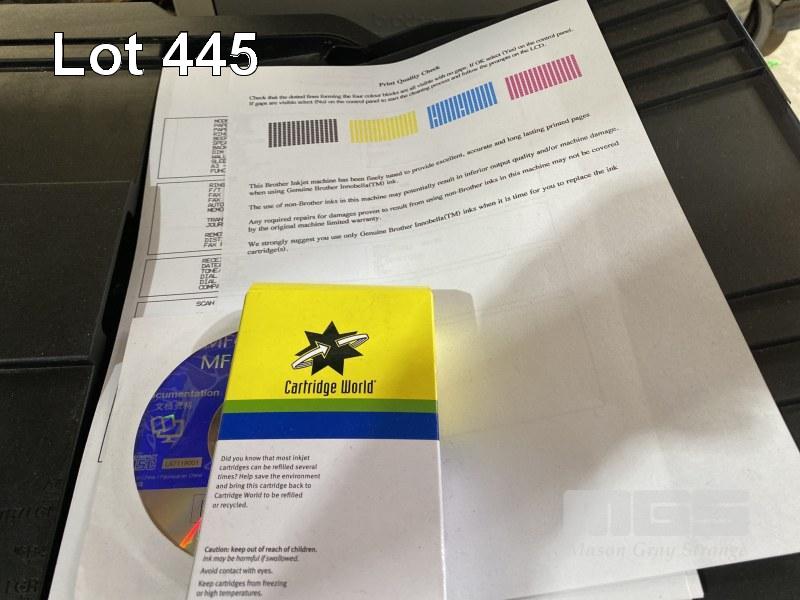 Lot 445
Print Quality Check
Check that the dotted lines forming the four colour blocks are all visible with no gaps. If OK select (Yes) on the control panel.
If gaps are visible select (No) on the control panel to start the cleaning process and follow the prompts on the LCD.
This Brother Inkjet machine has been finely tuned to provide excellent, accurate and long lasting printed pages
when using Genuine Brother Innobella(TM) ink.
The use of non-Brother inks in this machine may potentially result in inferior output quality and/or machine damage.
Any required repairs for damages proven to result from using non-Brother inks in this machine may not be covered
by the original machine limited warranty.
We strongly suggest you use only Genuine Brother Innobella(TM) inks when it is time for you to replace the ink
cartridge(s).
SCAN
MF
cumentation
文档资料
Cartridge World
Did you know that most inkjet
cartridges can be refilled several
times? Help save the environment
and bring this cartridge back to
Cartridge World to be refilled
or recycled.
Caution: keep out of reach of children.
Ink may be harmful if swallowed.
Avoid contact with eyes.
Keep cartridges from freezing
or high temperatures.
MGS
Mason Gray Strange